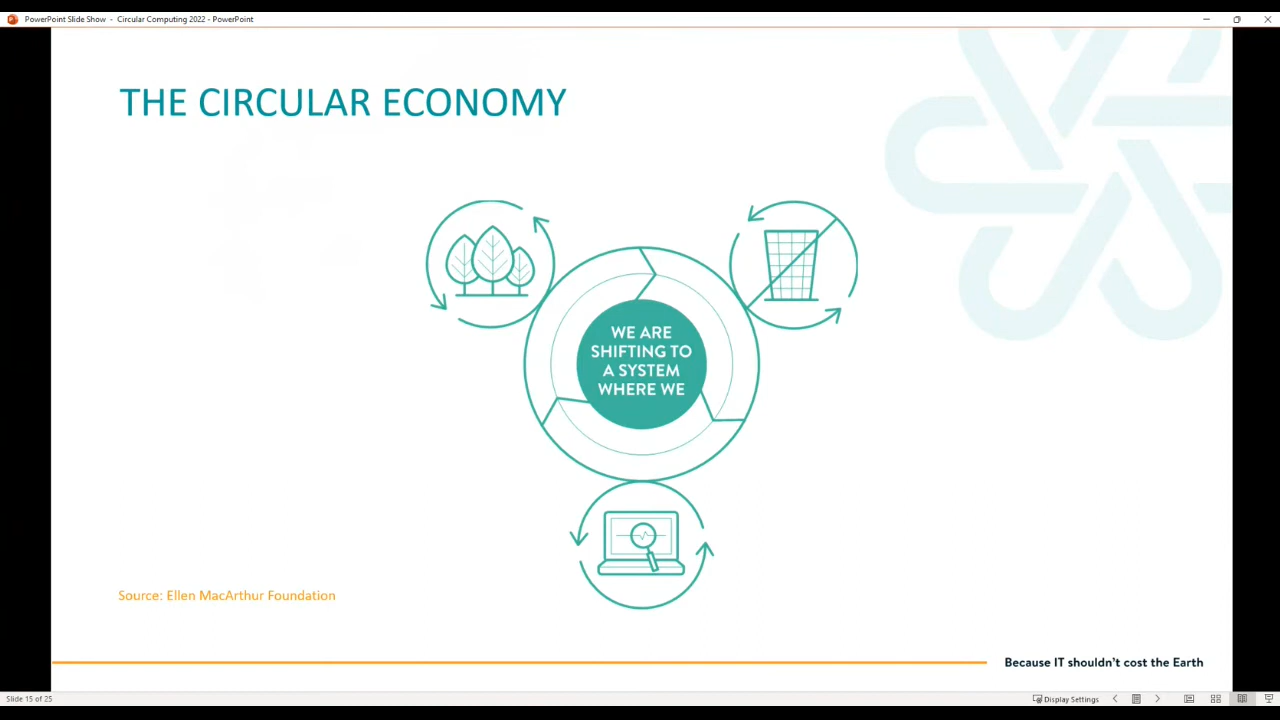 PowerPoint Slide Show - Circular Computing 2022 - PowerPoint
THE CIRCULAR ECONOMY
WE ARE
SHIFTING TO
A SYSTEM
WHERE WE
Source: Ellen MacArthur Foundation
Because IT shouldn't cost the Earth
Slide 15 of 25
Display Settings